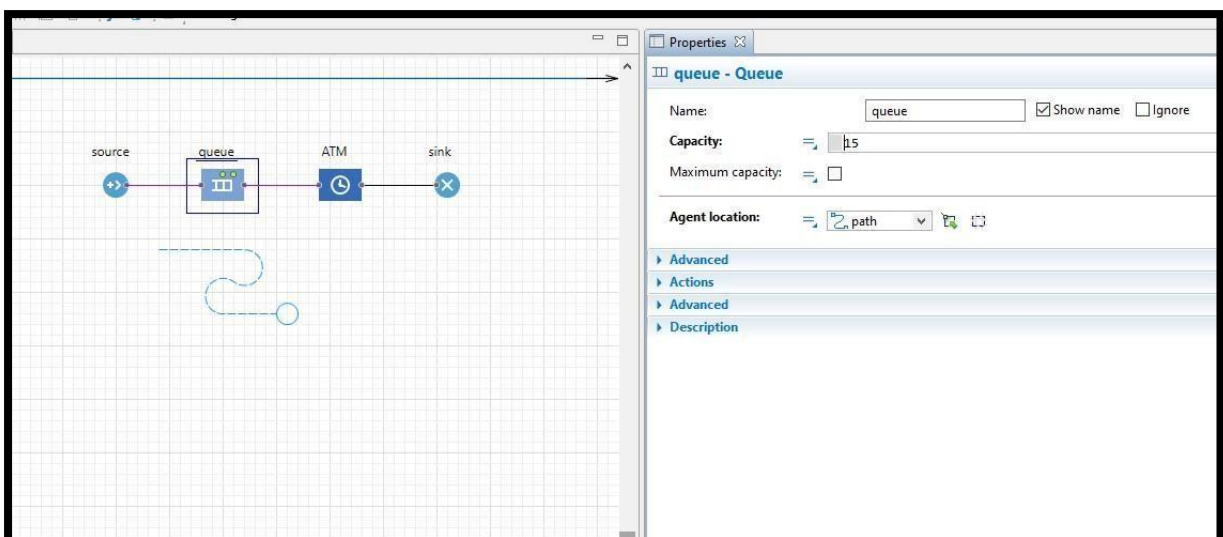 Properties
queue - Queue
Name: queue Show name Ignore
Capacity: 15
Maximum capacity:
Agent location: path
Advanced
Actions
Advanced
Description
source queue ATM sink